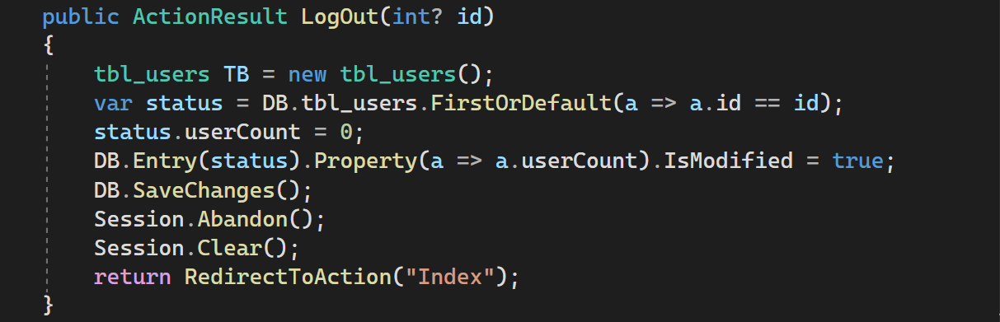 public ActionResult LogOut(int? id)
{
tbl_users TB = new tbl_users();
var status = DB.tbl_users.FirstOrDefault(a => a.id == id);
status.userCount = 0;
DB.Entry(status).Property(a => a.userCount).IsModified = true;
DB.SaveChanges();
Session.Abandon();
Session.Clear();
return RedirectToAction("Index");
}